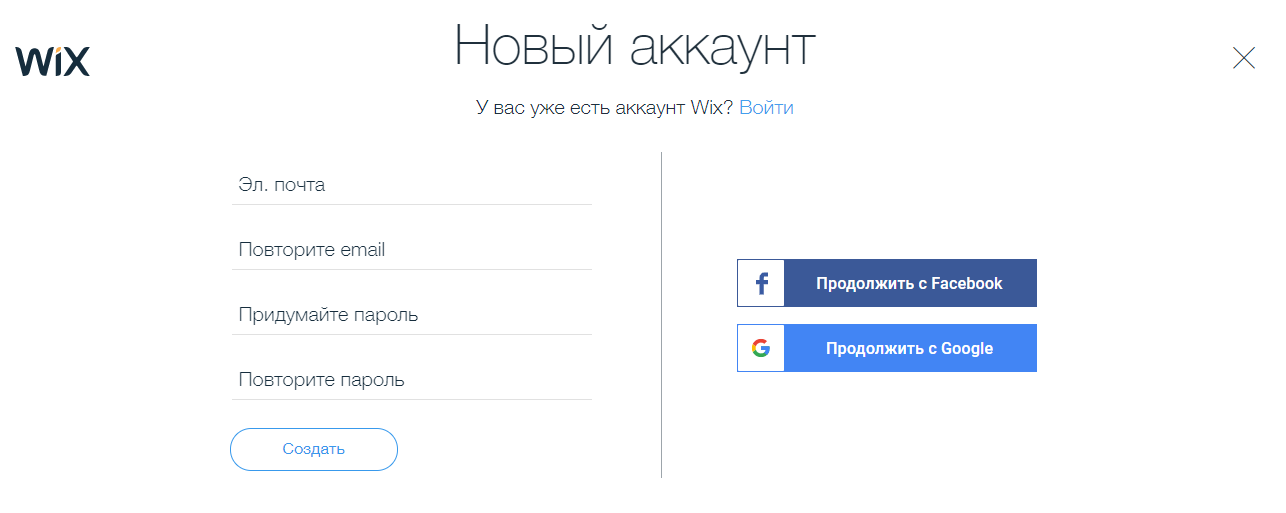 WiX
Новый аккаунт
У вас уже есть аккаунт Wix? Войти
Эл. почта
Повторите email
Придумайте пароль
Повторите пароль
Создать
Продолжить с Facebook
Продолжить с Google